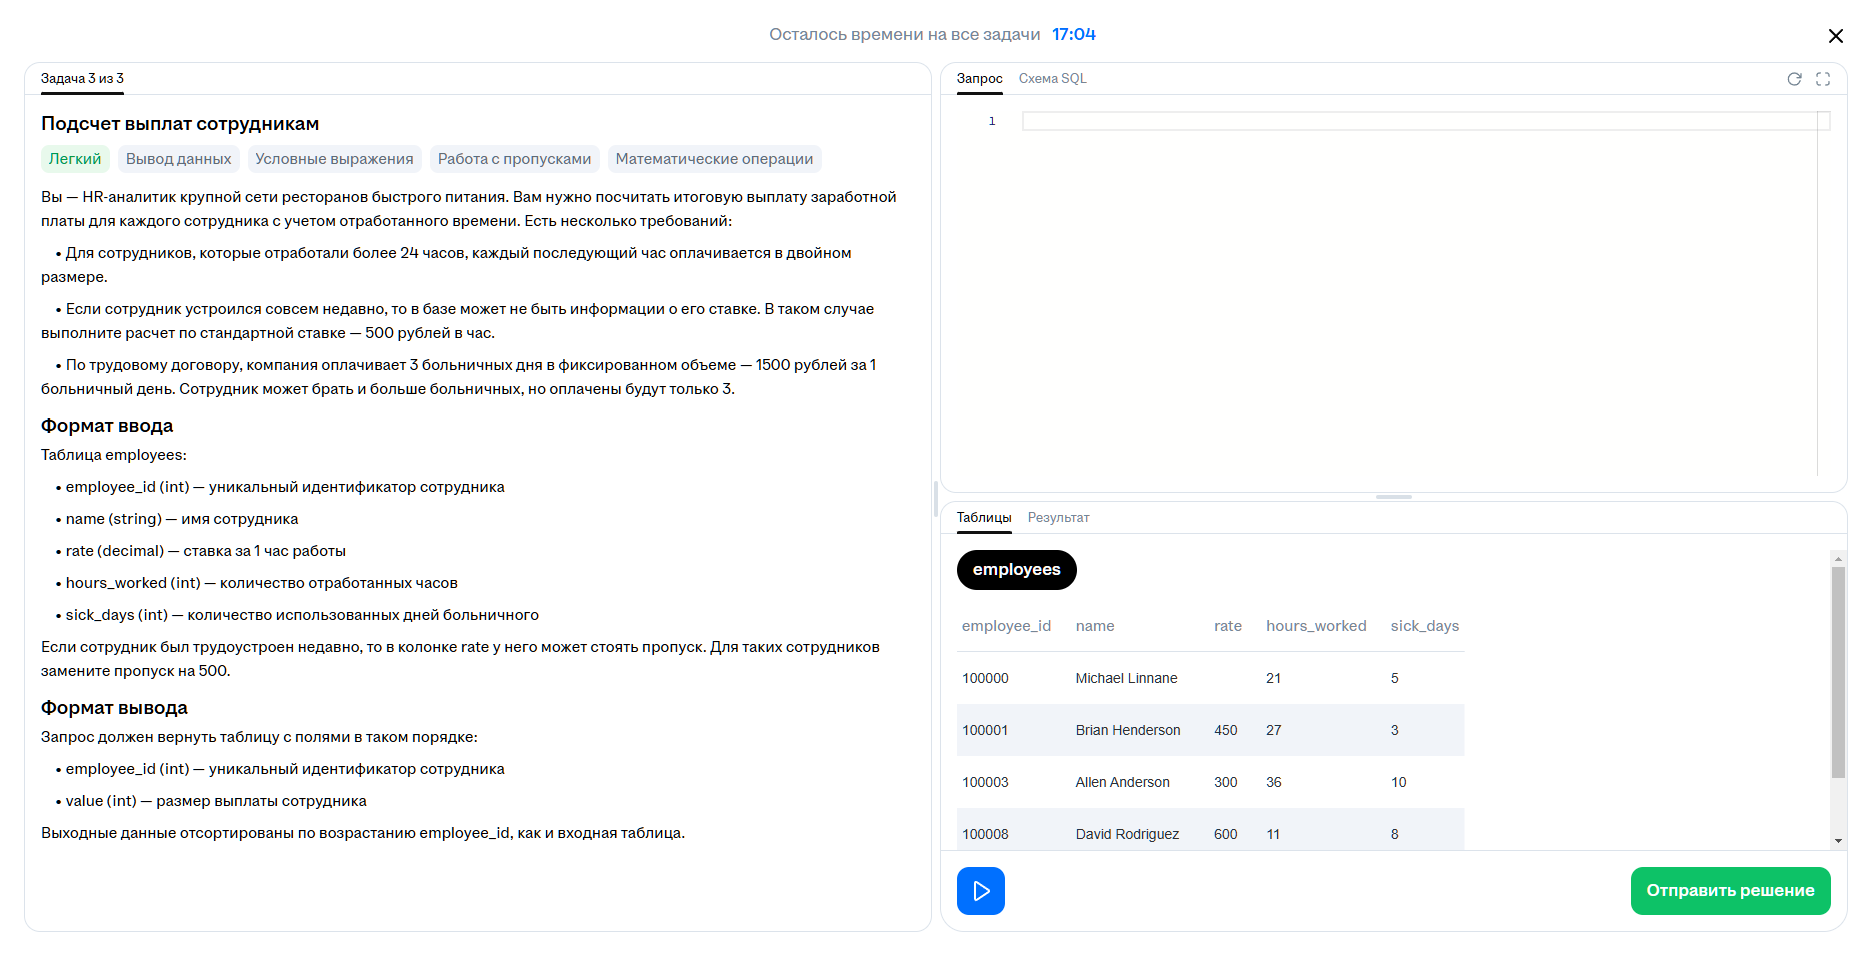 Осталось времени на все задачи 17:04
Задача 3 из 3
Подсчет выплат сотрудникам
Легкий Вывод данных Условные выражения Работа с пропусками Математические операции
Вы — HR-аналитик крупной сети ресторанов быстрого питания. Вам нужно посчитать итоговую выплату заработной
платы для каждого сотрудника с учетом отработанного времени. Есть несколько требований:
• Для сотрудников, которые отработали более 24 часов, каждый последующий час оплачивается в двойном
размере.
• Если сотрудник устроился совсем недавно, то в базе может не быть информации о его ставке. В таком случае
выполните расчет по стандартной ставке — 500 рублей в час.
• По трудовому договору, компания оплачивает 3 больничных дня в фиксированном объеме — 1500 рублей за 1
больничный день. Сотрудник может брать и больше больничных, но оплачены будут только 3.
Формат ввода
Таблица employees:
• employee_id (int) — уникальный идентификатор сотрудника
• name (string) — имя сотрудника
• rate (decimal) — ставка за 1 час работы
• hours_worked (int) — количество отработанных часов
• sick_days (int) — количество использованных дней больничного
Если сотрудник был трудоустроен недавно, то в колонке rate у него может стоять пропуск. Для таких сотрудников
замените пропуск на 500.
Формат вывода
Запрос должен вернуть таблицу с полями в таком порядке:
• employee_id (int) — уникальный идентификатор сотрудника
• value (int) — размер выплаты сотрудника
Выходные данные отсортированы по возрастанию employee_id, как и входная таблица.
Запрос Схема SQL
1
Таблицы Результат
employees
employee_id name rate hours_worked sick_days
100000 Michael Linnane 21 5
100001 Brian Henderson 450 27 3
100003 Allen Anderson 300 36 10
100008 David Rodriguez 600 11 8
Отправить решение